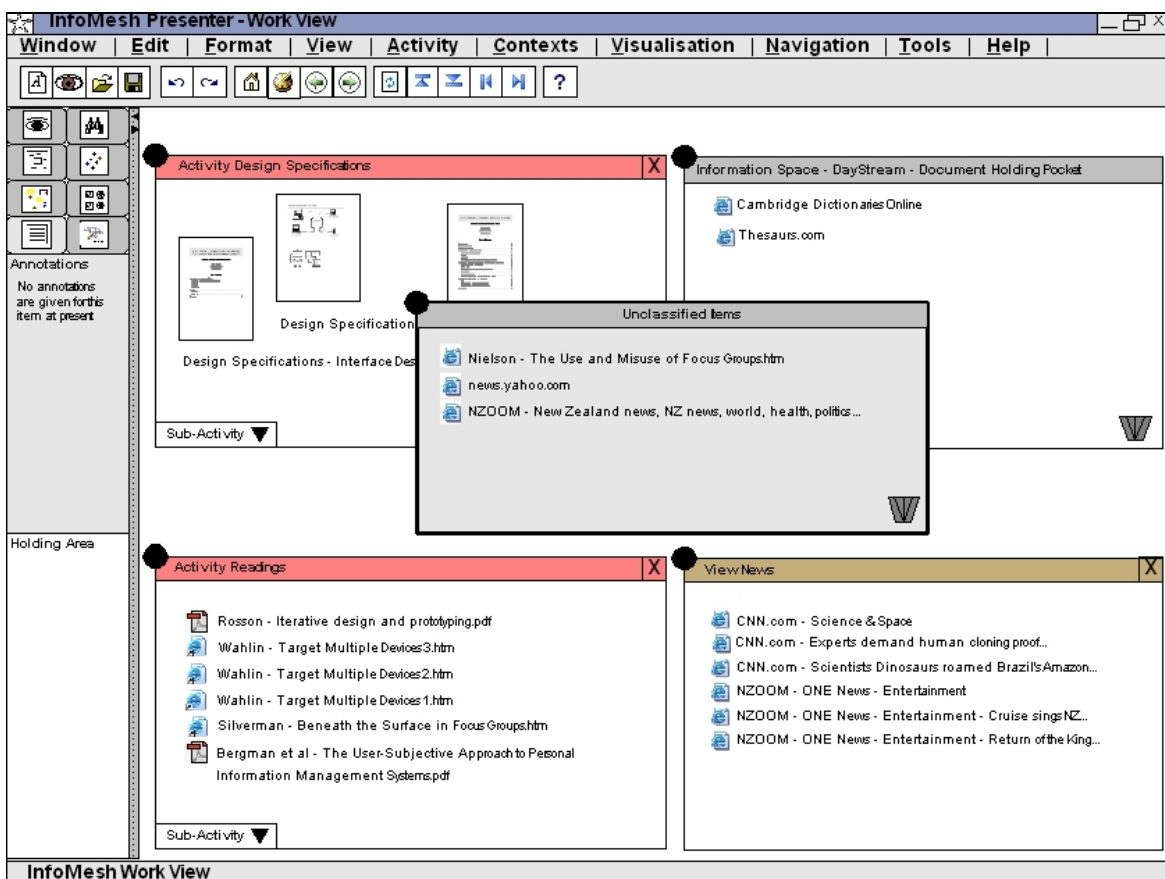 InfoMesh Presenter - Work View
Window | Edit | Format | View | Activity | Contexts | Visualisation | Navigation | Tools | Help |
?
Annotations
No annotations
are given for this
item at present
Holding Area
Activity Design Specifications X
Design Specification
Design Specifications - Interface Des
Sub-Activity
Information Space - DayStream - Document Holding Pocket
Cambridge Dictionaries Online
Thesaurs.com
Unclassified Items
Nielson - The Use and Misuse of Focus Groups.htm
news.yahoo.com
NZOOM - New Zealand news, NZ news, world, health, politics...
Activity Readings X
Rosson - Iterative design and prototyping.pdf
Wahlin - Target Multiple Devices3.htm
Wahlin - Target Multiple Devices2.htm
Wahlin - Target Multiple Devices1.htm
Silverman - Beneath the Surface in Focus Groups.htm
Bergman et al - The User-Subjective Approach to Personal
Information Management Systems.pdf
Sub-Activity
View News X
CNN.com - Science & Space
CNN.com - Experts demand human cloning proof...
CNN.com - Scientists Dinosaurs roamed Brazil's Amazon...
NZOOM - ONE News - Entertainment
NZOOM - ONE News - Entertainment - Cruise sings NZ...
NZOOM - ONE News - Entertainment - Return of the King...
InfoMesh Work View